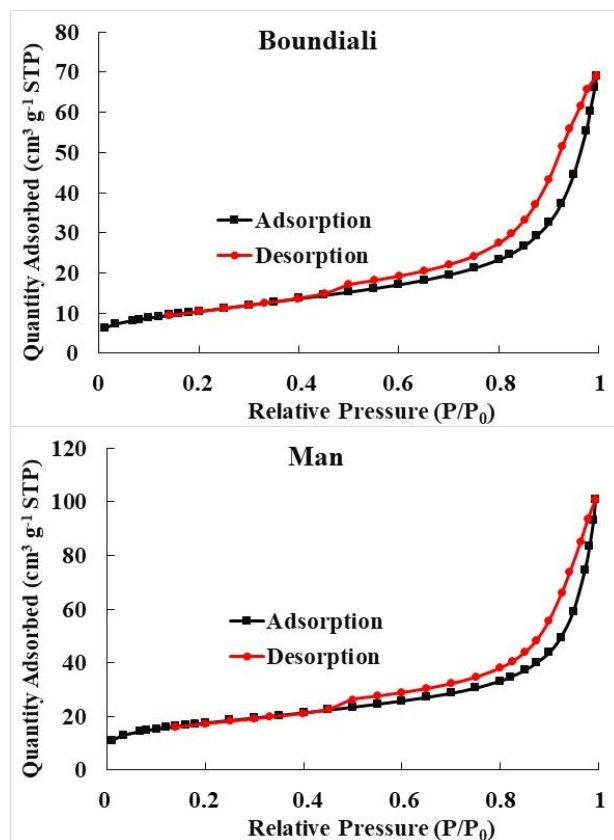 Boundiali
Quantity Adsorbed (cm³ g⁻¹ STP)
80
70
60
50
40
30
20
10
0
Adsorption
Desorption
0 0.2 0.4 0.6 0.8 1
Relative Pressure (P/P₀)
Man
Quantity Adsorbed (cm³ g⁻¹ STP)
120
100
80
60
40
20
0
Adsorption
Desorption
0 0.2 0.4 0.6 0.8 1
Relative Pressure (P/P₀)